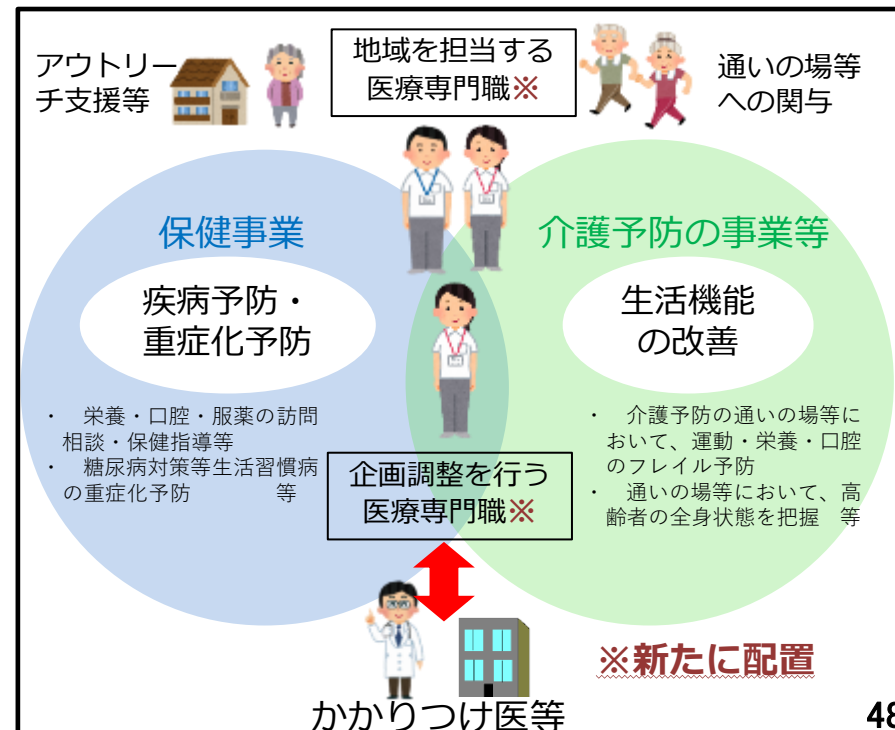 アウトリー
チ支援等
地域を担当する
医療専門職※
通いの場等
への関与
保健事業
疾病予防・
重症化予防
・　栄養・口腔・服薬の訪問
相談・保健指導等
・　糖尿病対策等生活習慣病
の重症化予防　　　　等
介護予防の事業等
生活機能
の改善
・　介護予防の通いの場等に
おいて、運動・栄養・口腔
のフレイル予防
・　通いの場等において、高
齢者の全身状態を把握　等
企画調整を行う
医療専門職※
※新たに配置
かかりつけ医等
48